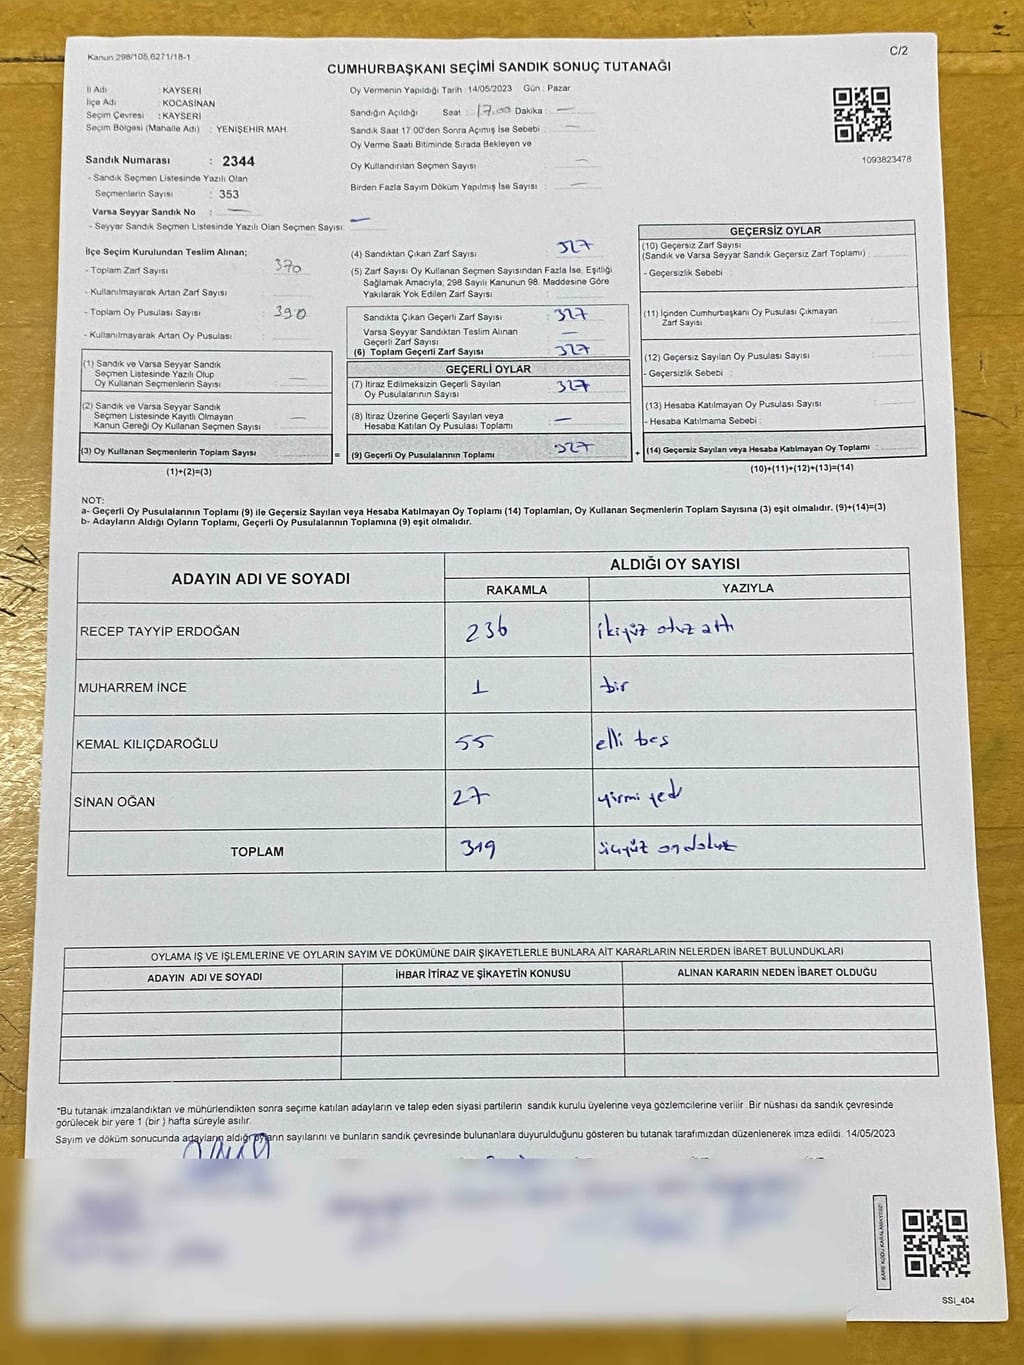 Kanun 298/105,6271/18-1
C/2
CUMHURBAŞKANI SEÇİMİ SANDIK SONUÇ TUTANAĞI
İl Adı : KAYSERİ
İlçe Adı : KOCASİNAN
Seçim Çevresi : KAYSERİ
Seçim Bölgesi (Mahalle Adı) : YENİŞEHİR MAH.
Sandık Numarası : 2344
- Sandık Seçmen Listesinde Yazılı Olan
Seçmenlerin Sayısı : 353
Varsa Seyyar Sandık No : —
- Seyyar Sandık Seçmen Listesinde Yazılı Olan Seçmen Sayısı: —
Oy Vermenin Yapıldığı Tarih : 14/05/2023 Gün : Pazar
Sandığın Açıldığı Saat : 17.00 Dakika : —
Sandık Saat 17:00'den Sonra Açımış İse Sebebi : —
Oy Verme Saati Bitiminde Sırada Bekleyen ve
Oy Kullandırılan Seçmen Sayısı : —
Birden Fazla Sayım Döküm Yapılmış İse Sayısı : —
1093823478
İlçe Seçim Kurulundan Teslim Alınan;
- Toplam Zarf Sayısı : 370
- Kullanılmayarak Artan Zarf Sayısı :
- Toplam Oy Pusulası Sayısı : 390
- Kullanılmayarak Artan Oy Pusulası :
(1) Sandık ve Varsa Seyyar Sandık
Seçmen Listesinde Yazılı Olup
Oy Kullanan Seçmenlerin Sayısı : —
(2) Sandık ve Varsa Seyyar Sandık
Seçmen Listesinde Kayıtlı Olmayan
Kanun Gereği Oy Kullanan Seçmen Sayısı : —
(3) Oy Kullanan Seçmenlerin Toplam Sayısı :
(1)+(2)=(3)
=
(4) Sandıktan Çıkan Zarf Sayısı : 327
(5) Zarf Sayısı Oy Kullanan Seçmen Sayısından Fazla İse, Eşitliği
Sağlamak Amacıyla, 298 Sayılı Kanunun 98. Maddesine Göre
Yakılarak Yok Edilen Zarf Sayısı :
Sandıkta Çıkan Geçerli Zarf Sayısı : 327
Varsa Seyyar Sandıktan Teslim Alınan
Geçerli Zarf Sayısı : —
(6) Toplam Geçerli Zarf Sayısı : 327
GEÇERLİ OYLAR
(7) İtiraz Edilmeksizin Geçerli Sayılan
Oy Pusulalarının Sayısı : 327
(8) İtiraz Üzerine Geçerli Sayılan veya
Hesaba Katılan Oy Pusulası Toplamı : —
(9) Geçerli Oy Pusulalarının Toplamı : 327
+
GEÇERSİZ OYLAR
(10) Geçersiz Zarf Sayısı
(Sandık ve Varsa Seyyar Sandık Geçersiz Zarf Toplamı) :
- Geçersizlik Sebebi :
(11) İçinden Cumhurbaşkanı Oy Pusulası Çıkmayan
Zarf Sayısı :
(12) Geçersiz Sayılan Oy Pusulası Sayısı :
- Geçersizlik Sebebi :
(13) Hesaba Katılmayan Oy Pusulası Sayısı :
- Hesaba Katılmama Sebebi :
(14) Geçersiz Sayılan veya Hesaba Katılmayan Oy Toplamı :
(10)+(11)+(12)+(13)=(14)
NOT:
a- Geçerli Oy Pusulalarının Toplamı (9) ile Geçersiz Sayılan veya Hesaba Katılmayan Oy Toplamı (14) Toplamları, Oy Kullanan Seçmenlerin Toplam Sayısına (3) eşit olmalıdır. (9)+(14)=(3)
b- Adayların Aldığı Oyların Toplamı, Geçerli Oy Pusulalarının Toplamına (9) eşit olmalıdır.
ADAYIN ADI VE SOYADI ALDIĞI OY SAYISI
RAKAMLA YAZIYLA
RECEP TAYYİP ERDOĞAN 236 ikiyüz otuz altı
MUHARREM İNCE 1 bir
KEMAL KILIÇDAROĞLU 55 elli beş
SİNAN OĞAN 27 yirmi yedi
TOPLAM 319 üçyüz on dokuz
OYLAMA İŞ VE İŞLEMLERİNE VE OYLARIN SAYIM VE DÖKÜMÜNE DAİR ŞİKAYETLERLE BUNLARA AİT KARARLARIN NELERDEN İBARET BULUNDUKLARI
ADAYIN ADI VE SOYADI İHBAR İTİRAZ VE ŞİKAYETİN KONUSU ALINAN KARARIN NEDEN İBARET OLDUĞU
*Bu tutanak imzalandıktan ve mühürlendikten sonra seçime katılan adayların ve talep eden siyasi partilerin sandık kurulu üyelerine veya gözlemcilerine verilir. Bir nüshası da sandık çevresinde
görülecek bir yere 1 (bir ) hafta süreyle asılır.
Sayım ve döküm sonucunda adayların aldığı oyların sayılarını ve bunların sandık çevresinde bulunanlara duyurulduğunu gösteren bu tutanak tarafımızdan düzenlenerek imza edildi. 14/05/2023
KARE KODU KARALAMAYINIZ!
SSİ_404